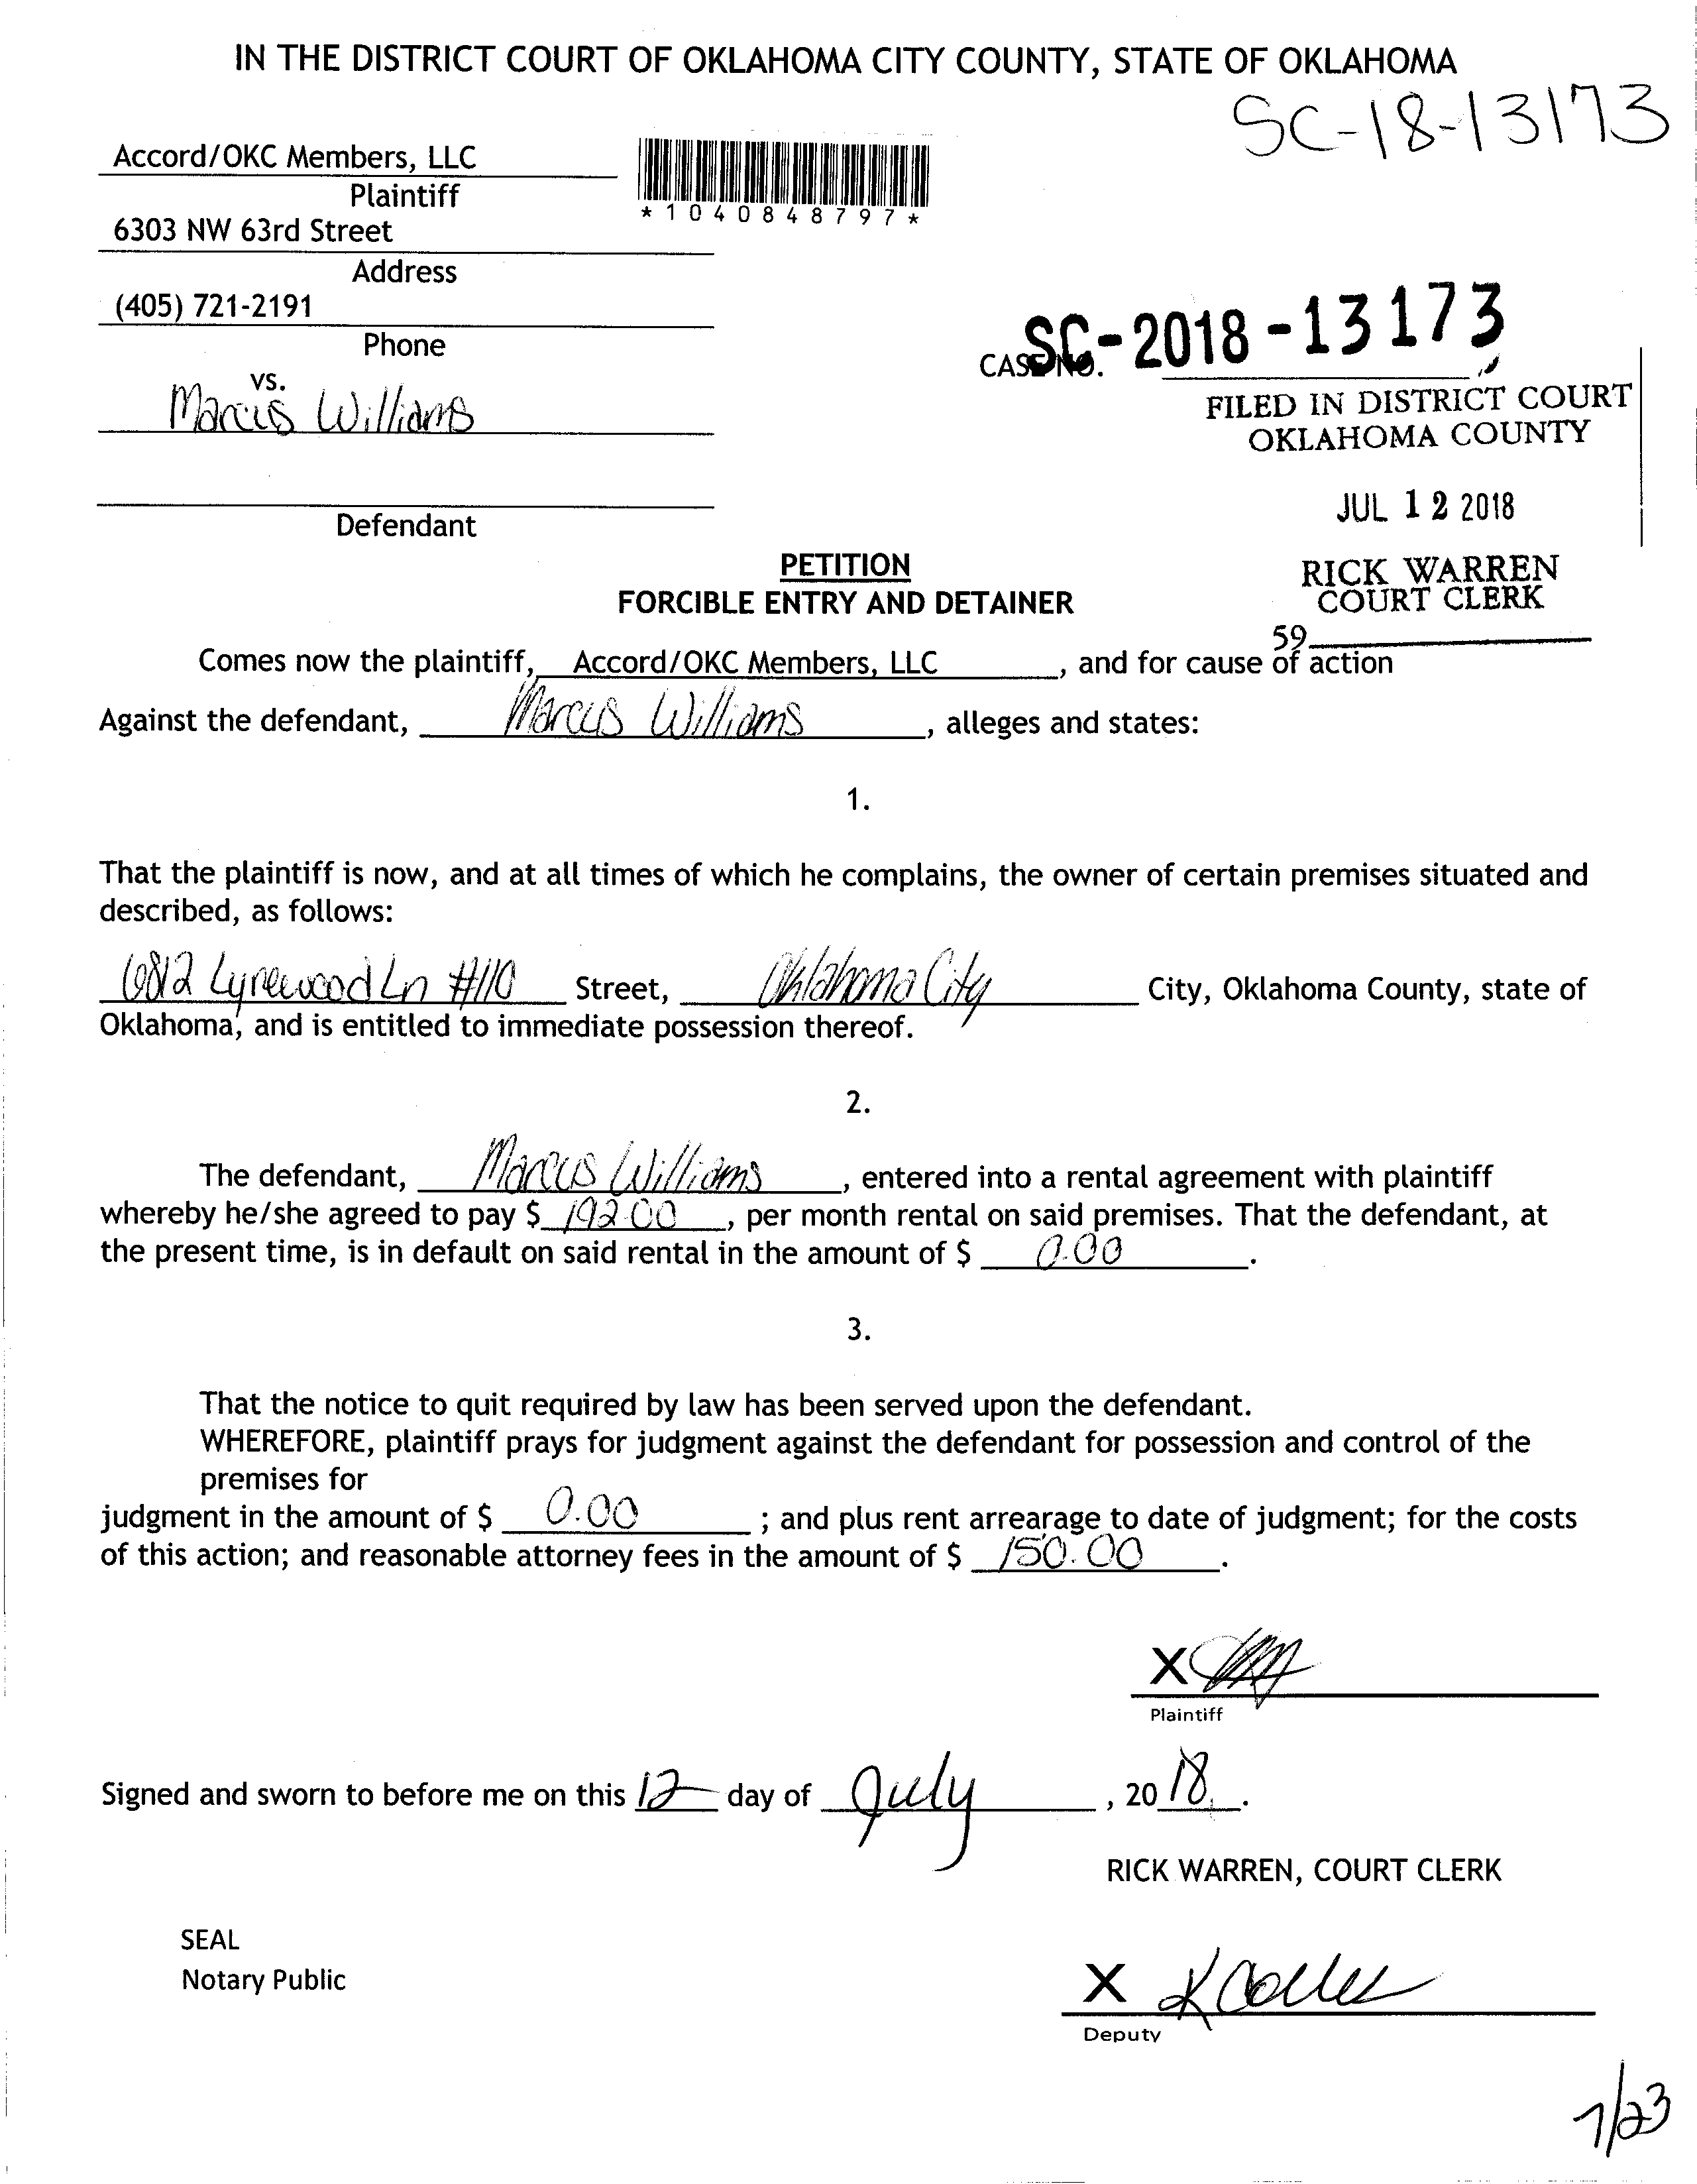 IN THE DISTRICT COURT OF OKLAHOMA CITY COUNTY, STATE OF OKLAHOMA
SC-18-13173
Accord/OKC Members, LLC
Plaintiff
*1040848797*
6303 NW 63rd Street
Address
(405) 721-2191
Phone
CASE NO. SC-2018-13173
vs.
Marcus Williams
FILED IN DISTRICT COURT
OKLAHOMA COUNTY
JUL 12 2018
Defendant
PETITION
RICK WARREN
COURT CLERK
FORCIBLE ENTRY AND DETAINER
59
Comes now the plaintiff, Accord/OKC Members, LLC, and for cause of action
Against the defendant, Marcus Williams, alleges and states:
1.
That the plaintiff is now, and at all times of which he complains, the owner of certain premises situated and
described, as follows:
6812 Lyrewood Ln #110 Street, Oklahoma City City, Oklahoma County, state of
Oklahoma, and is entitled to immediate possession thereof.
2.
The defendant, Marcus Williams, entered into a rental agreement with plaintiff
whereby he/she agreed to pay $ 192.00, per month rental on said premises. That the defendant, at
the present time, is in default on said rental in the amount of $ 0.00.
3.
That the notice to quit required by law has been served upon the defendant.
WHEREFORE, plaintiff prays for judgment against the defendant for possession and control of the
premises for
judgment in the amount of $ 0.00 ; and plus rent arrearage to date of judgment; for the costs
of this action; and reasonable attorney fees in the amount of $ 150.00.
X
Plaintiff
Signed and sworn to before me on this 12 day of July, 2018.
RICK WARREN, COURT CLERK
SEAL
Notary Public
X
Deputy
7/23